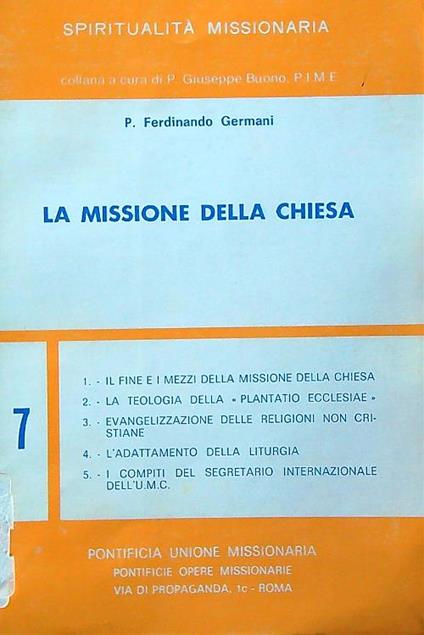 SPIRITUALITÀ MISSIONARIA
collana a cura di P. Giuseppe Buono, P.I.M.E.
P. Ferdinando Germani
LA MISSIONE DELLA CHIESA
7
1. - IL FINE E I MEZZI DELLA MISSIONE DELLA CHIESA
2. - LA TEOLOGIA DELLA « PLANTATIO ECCLESIAE »
3. - EVANGELIZZAZIONE DELLE RELIGIONI NON CRI-
STIANE
4. - L'ADATTAMENTO DELLA LITURGIA
5. - I COMPITI DEL SEGRETARIO INTERNAZIONALE
DELL'U.M.C.
PONTIFICIA UNIONE MISSIONARIA
PONTIFICIE OPERE MISSIONARIE
VIA DI PROPAGANDA, 1c - ROMA